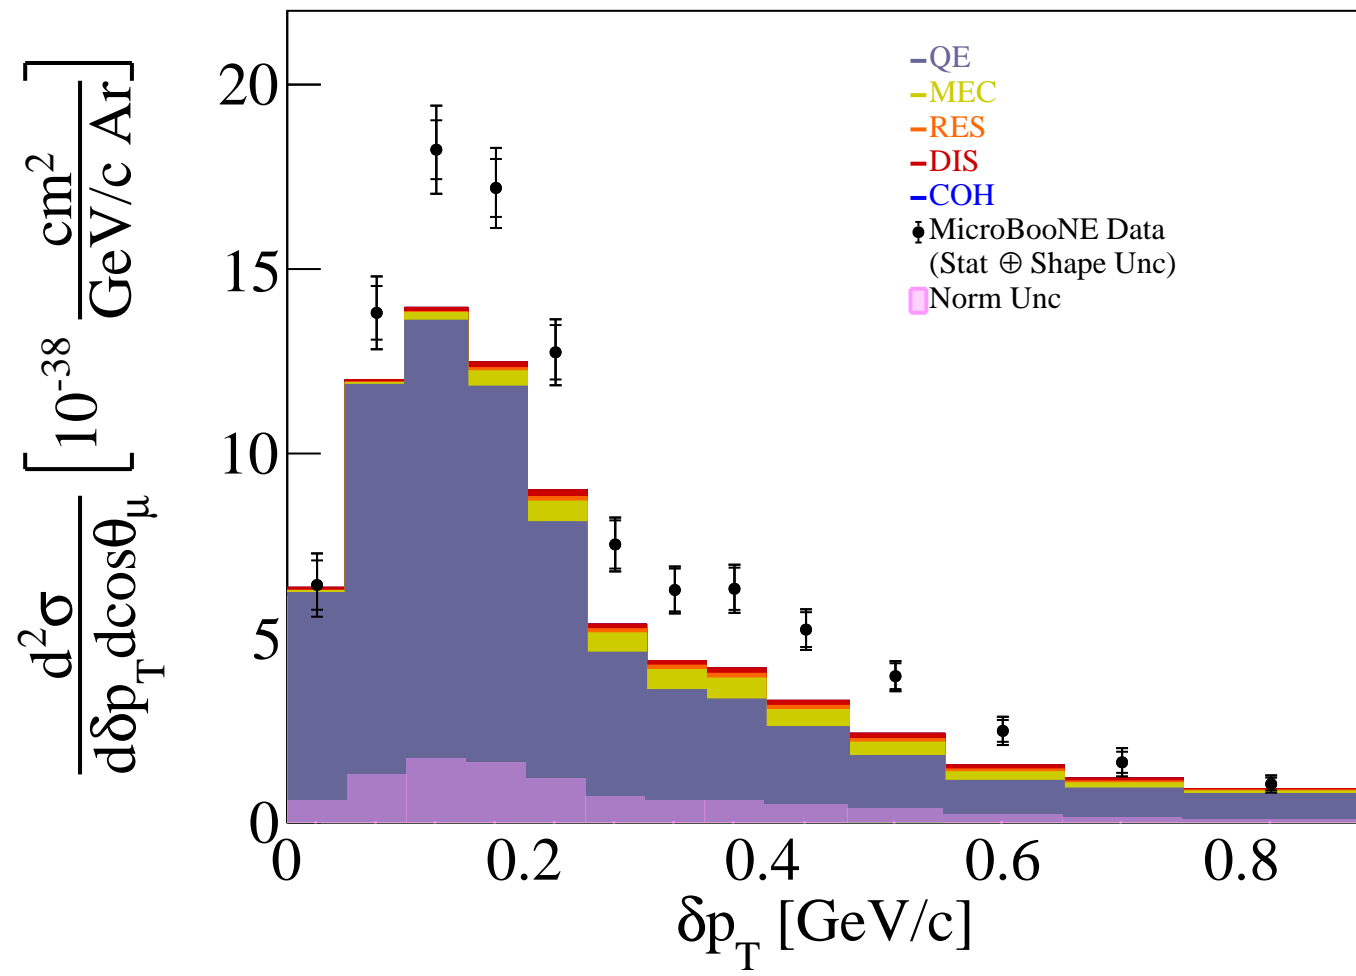 d²σ / dδp_T dcosθ_μ [10⁻³⁸ cm² / GeV/c Ar]
20
15
10
5
0
QE
MEC
RES
DIS
COH
MicroBooNE Data
(Stat ⊕ Shape Unc)
Norm Unc
0 0.2 0.4 0.6 0.8
δp_T [GeV/c]